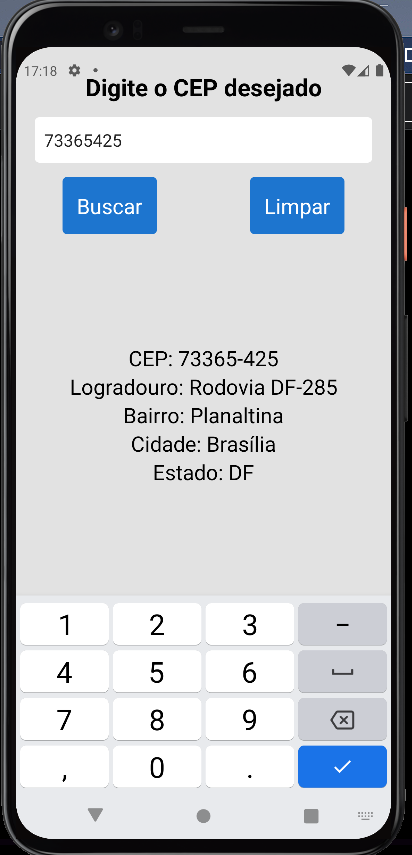 17:18
Digite o CEP desejado
73365425
Buscar Limpar
CEP: 73365-425
Logradouro: Rodovia DF-285
Bairro: Planaltina
Cidade: Brasília
Estado: DF
1 2 3 −
4 5 6
7 8 9
, 0 .